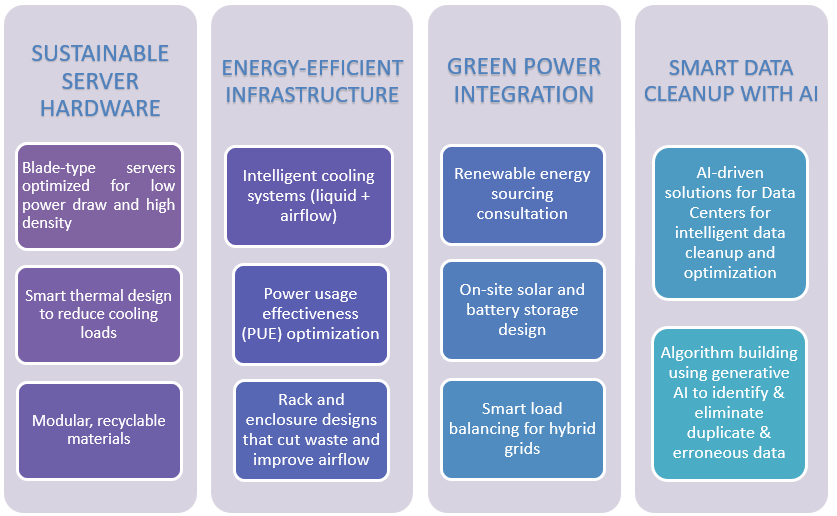 SUSTAINABLE
SERVER
HARDWARE
Blade-type servers
optimized for low
power draw and high
density
Smart thermal design
to reduce cooling
loads
Modular, recyclable
materials
ENERGY-EFFICIENT
INFRASTRUCTURE
Intelligent cooling
systems (liquid +
airflow)
Power usage
effectiveness
(PUE) optimization
Rack and
enclosure designs
that cut waste and
improve airflow
GREEN POWER
INTEGRATION
Renewable energy
sourcing
consultation
On-site solar and
battery storage
design
Smart load
balancing for hybrid
grids
SMART DATA
CLEANUP WITH AI
AI-driven
solutions for Data
Centers for
intelligent data
cleanup and
optimization
Algorithm building
using generative
AI to identify &
eliminate
duplicate &
erroneous data